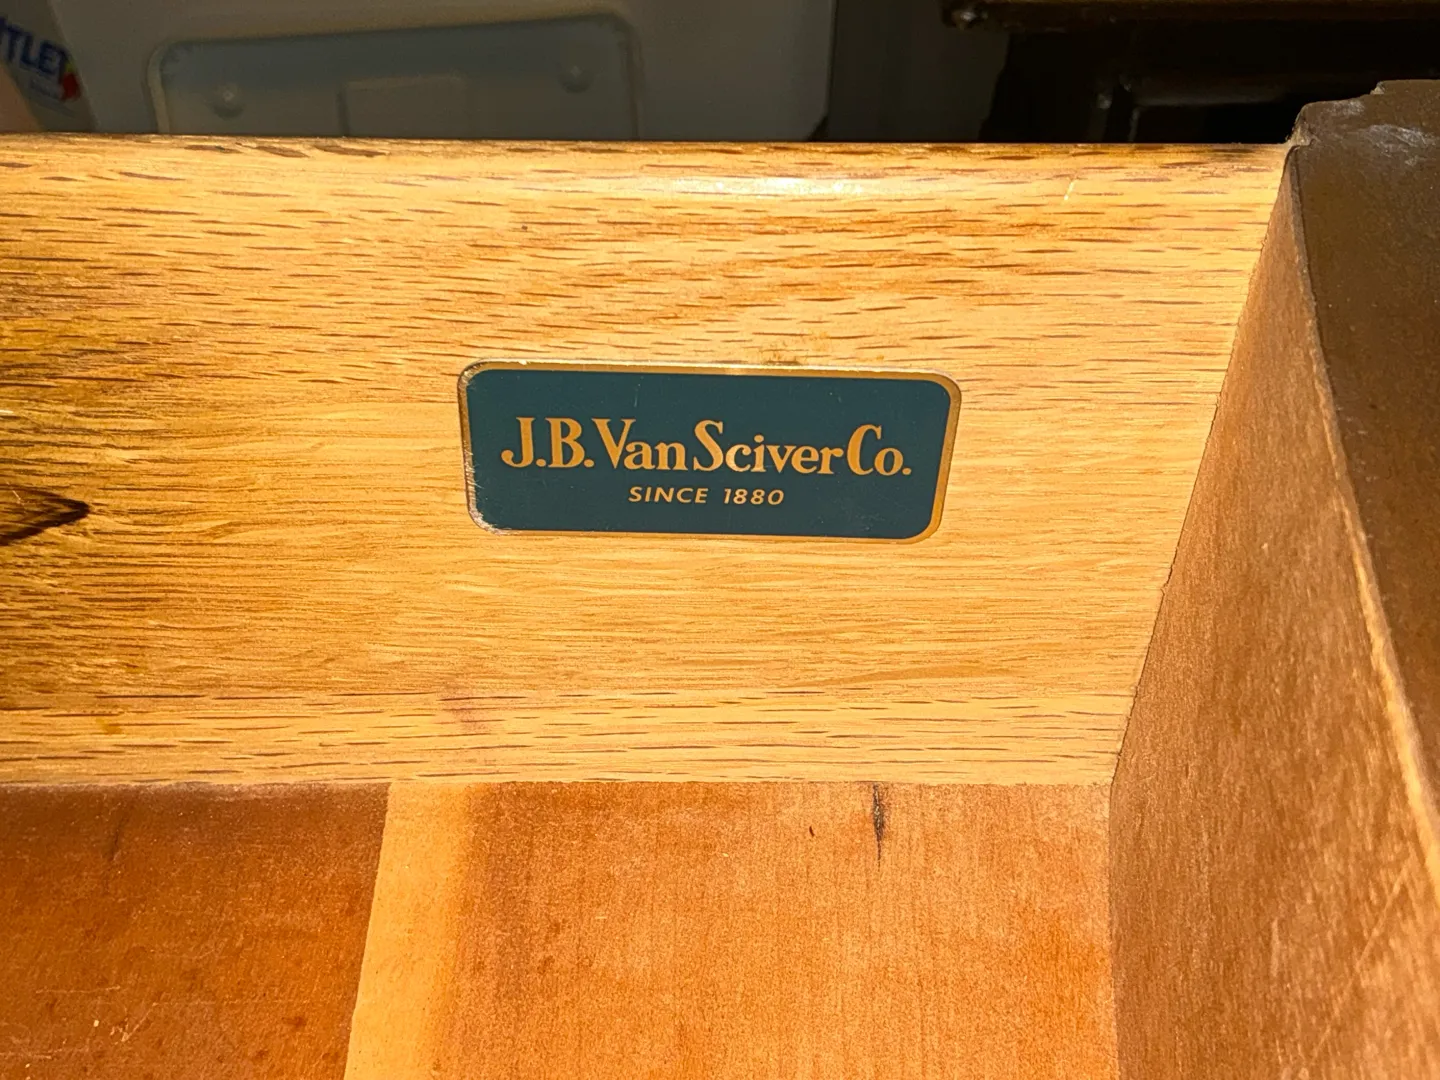 J.B. Van Sciver Co.
SINCE 1880